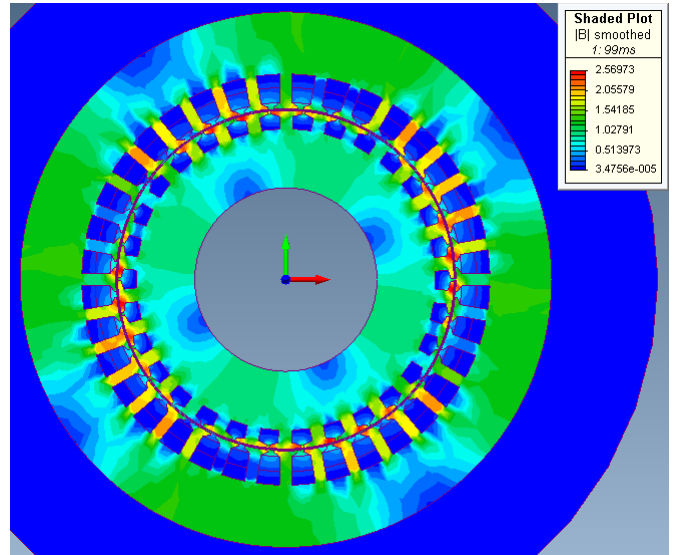 Shaded Plot
|B| smoothed
1: 99ms
2.56973
2.05579
1.54185
1.02791
0.513973
3.4756e-005